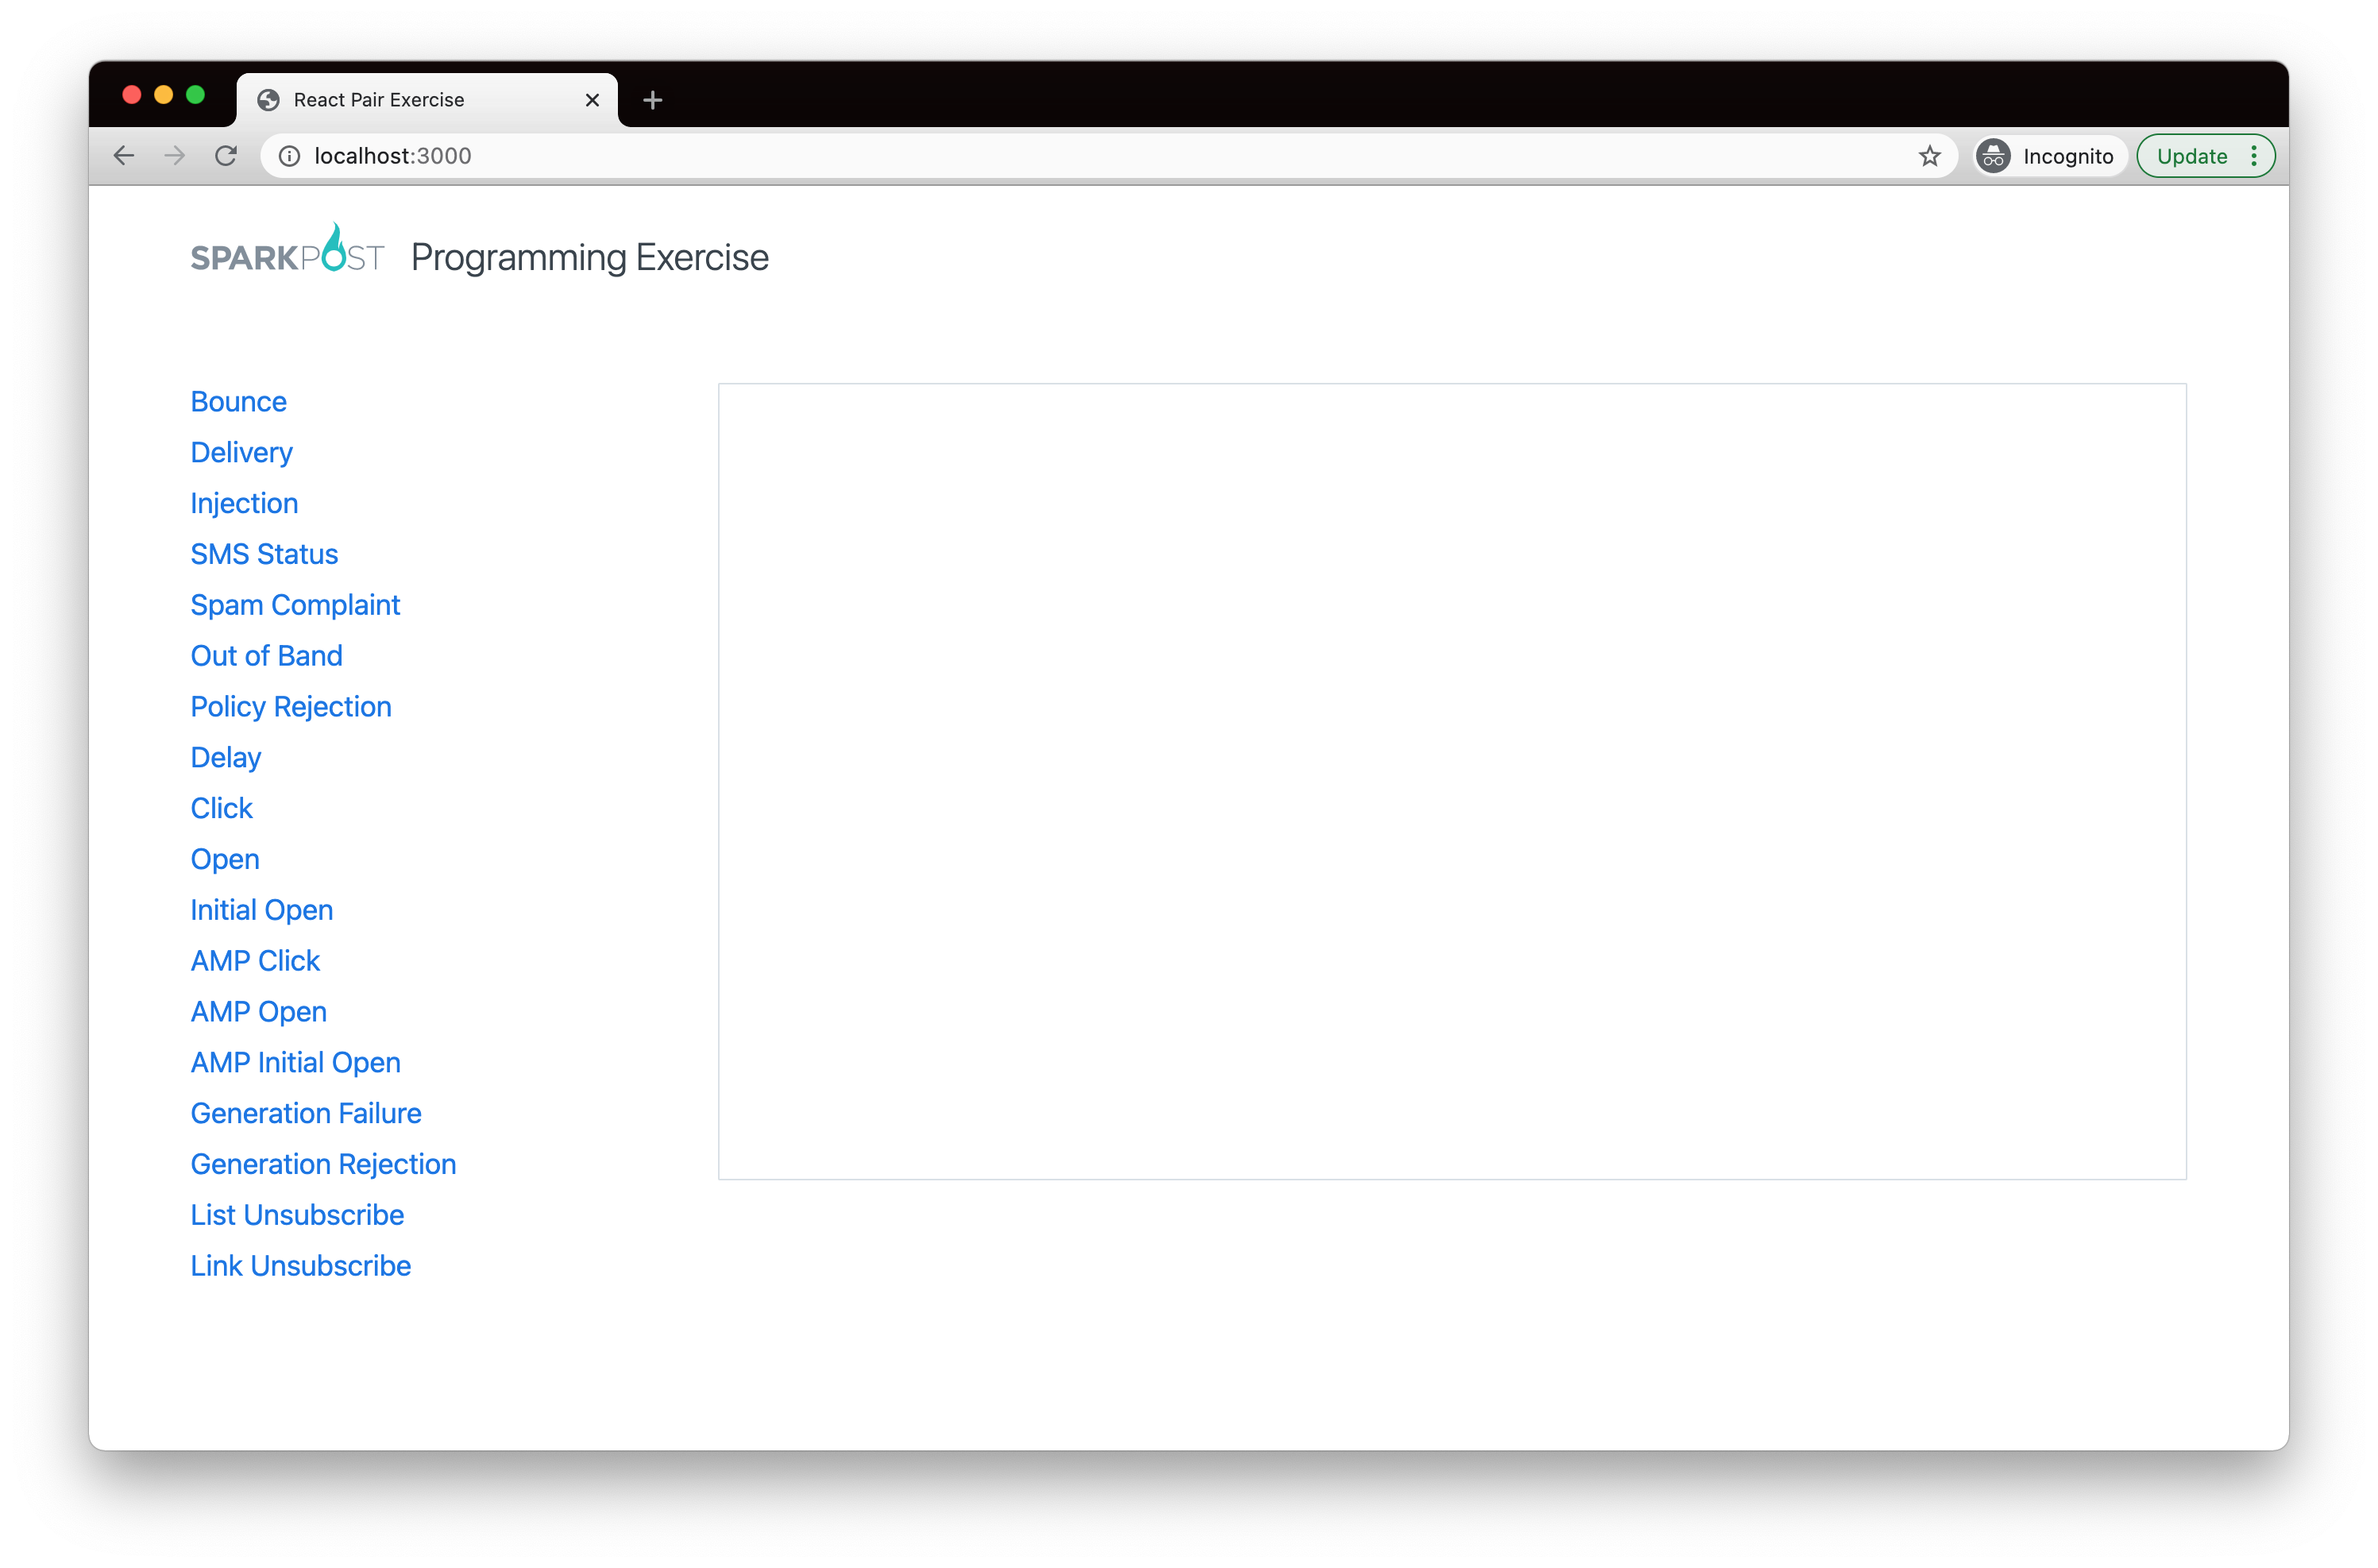 React Pair Exercise
localhost:3000
Incognito
Update
SPARKPOST Programming Exercise
Bounce
Delivery
Injection
SMS Status
Spam Complaint
Out of Band
Policy Rejection
Delay
Click
Open
Initial Open
AMP Click
AMP Open
AMP Initial Open
Generation Failure
Generation Rejection
List Unsubscribe
Link Unsubscribe